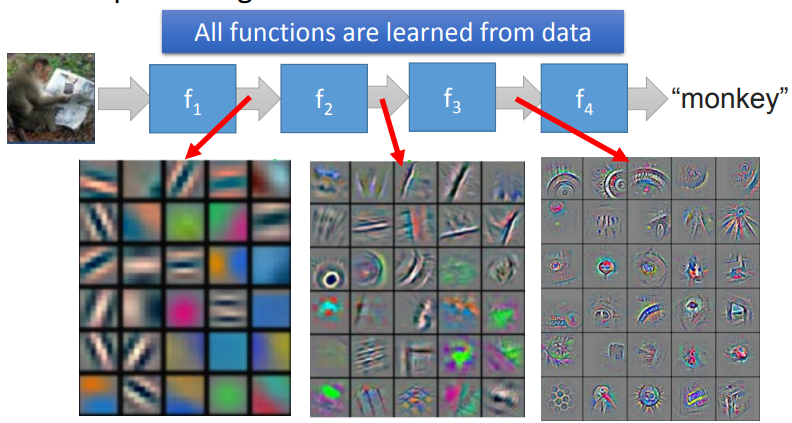 All functions are learned from data
f1
f2
f3
f4
“monkey”